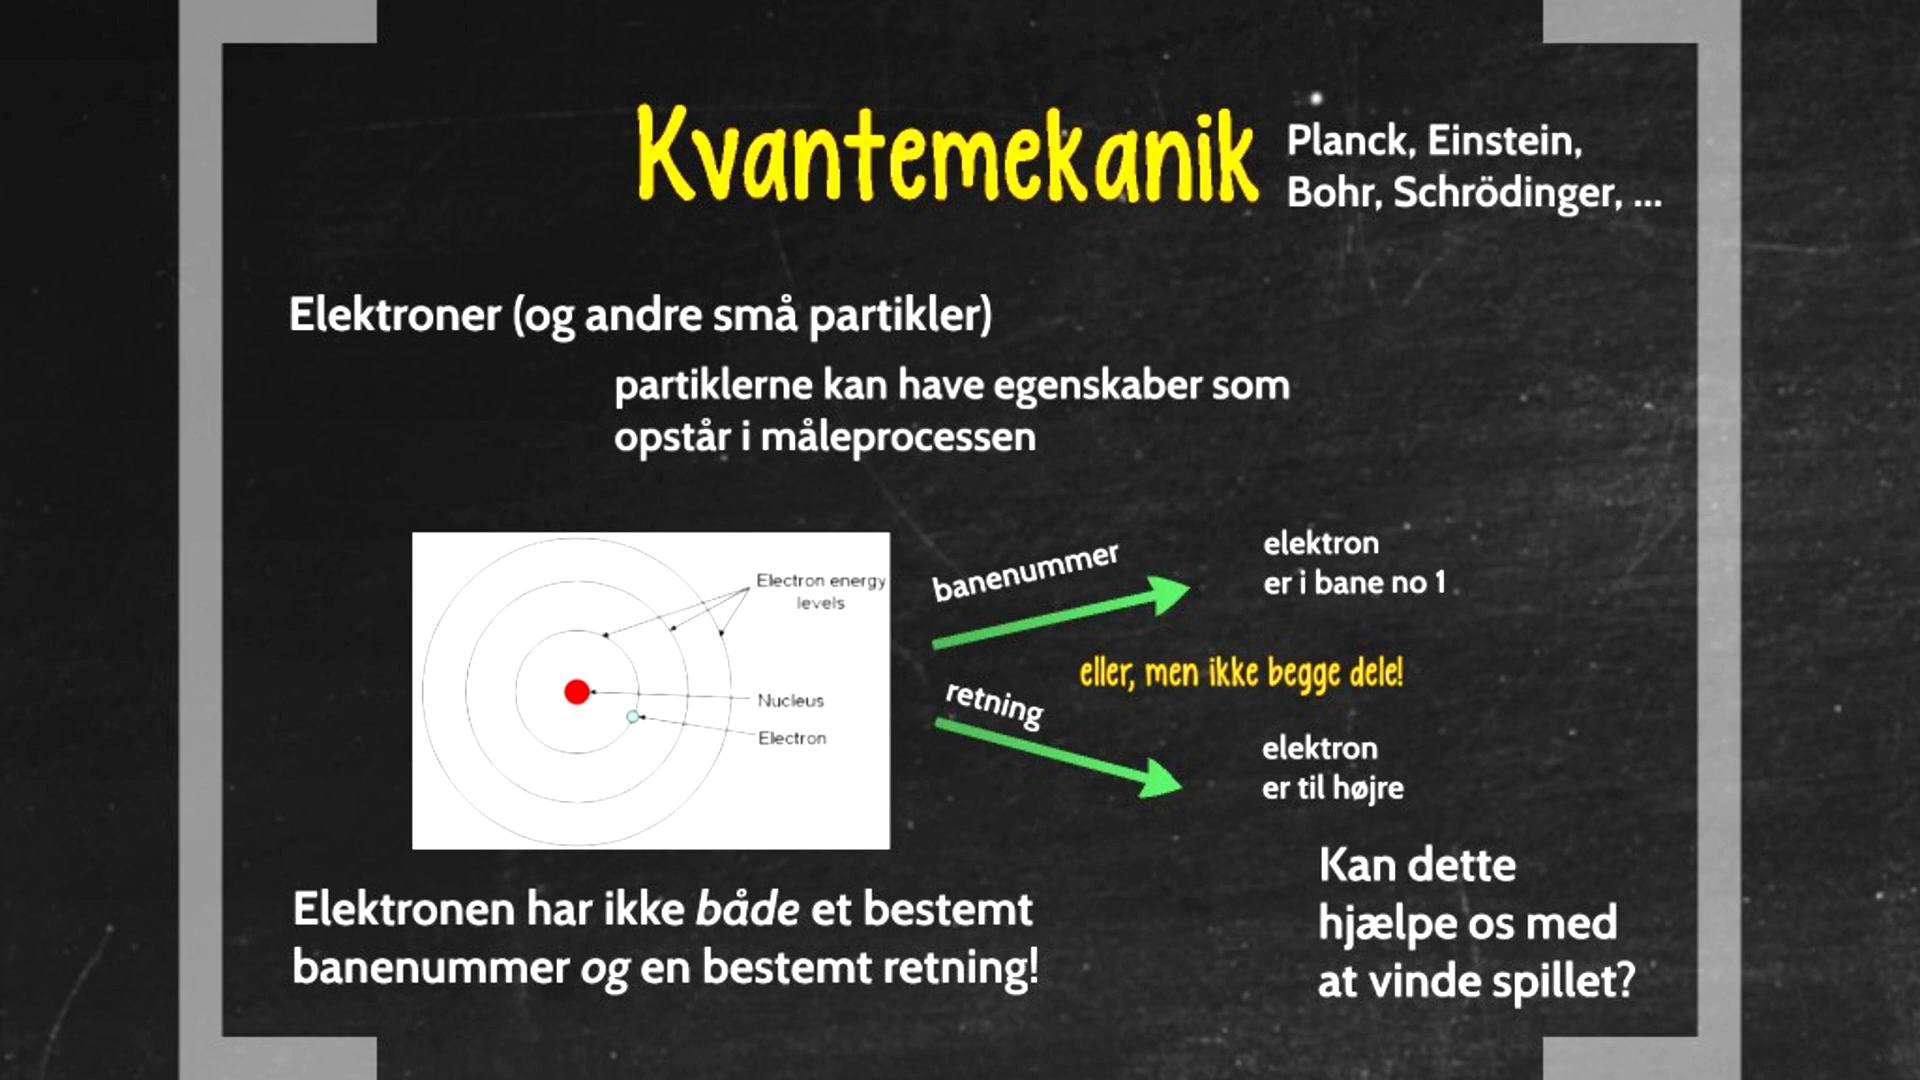 Kvantemekanik
Planck, Einstein,
Bohr, Schrödinger, ...
Elektroner (og andre små partikler)
partiklerne kan have egenskaber som
opstår i måleprocessen
Electron energy
levels
Nucleus
Electron
banenummer
elektron
er i bane no 1
eller, men ikke begge dele!
retning
elektron
er til højre
Elektronen har ikke både et bestemt
banenummer og en bestemt retning!
Kan dette
hjælpe os med
at vinde spillet?